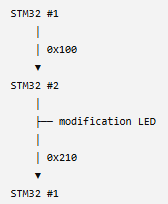 STM32 #1
0x100
STM32 #2
modification LED
0x210
STM32 #1